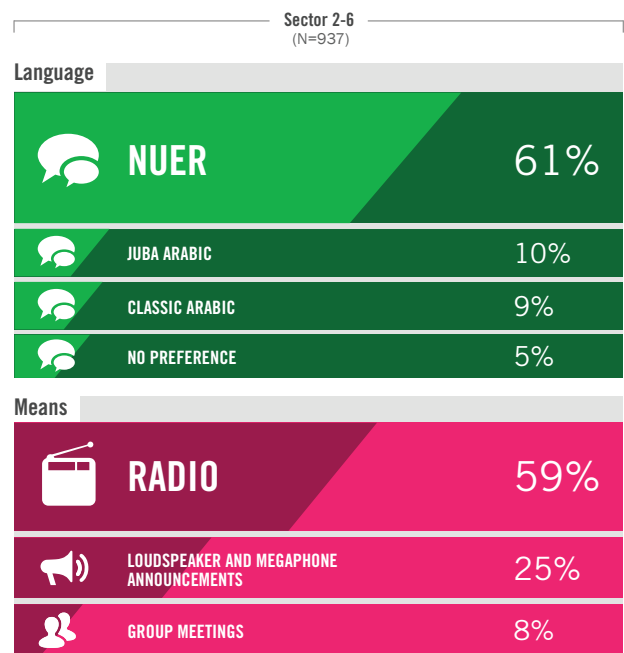 Sector 2-6
(N=937)
Language
NUER 61%
JUBA ARABIC 10%
CLASSIC ARABIC 9%
NO PREFERENCE 5%
Means
RADIO 59%
LOUDSPEAKER AND MEGAPHONE
ANNOUNCEMENTS 25%
GROUP MEETINGS 8%